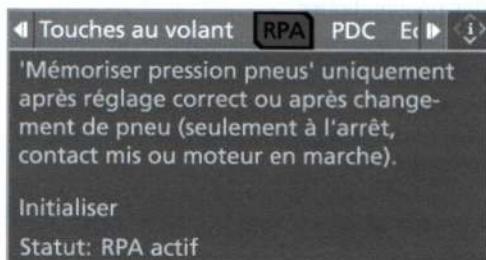 Touches au volant RPA PDC Ec i
'Mémoriser pression pneus' uniquement
après réglage correct ou après change-
ment de pneu (seulement à l'arrêt,
contact mis ou moteur en marche).
Initialiser
Statut: RPA actif